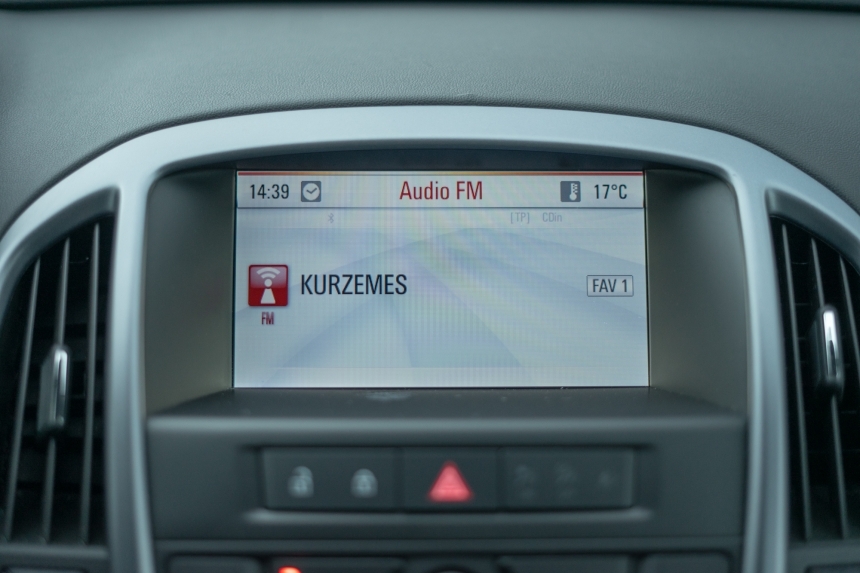 14:39 Audio FM 17°C
[TP] CDin
KURZEMES FAV 1
FM